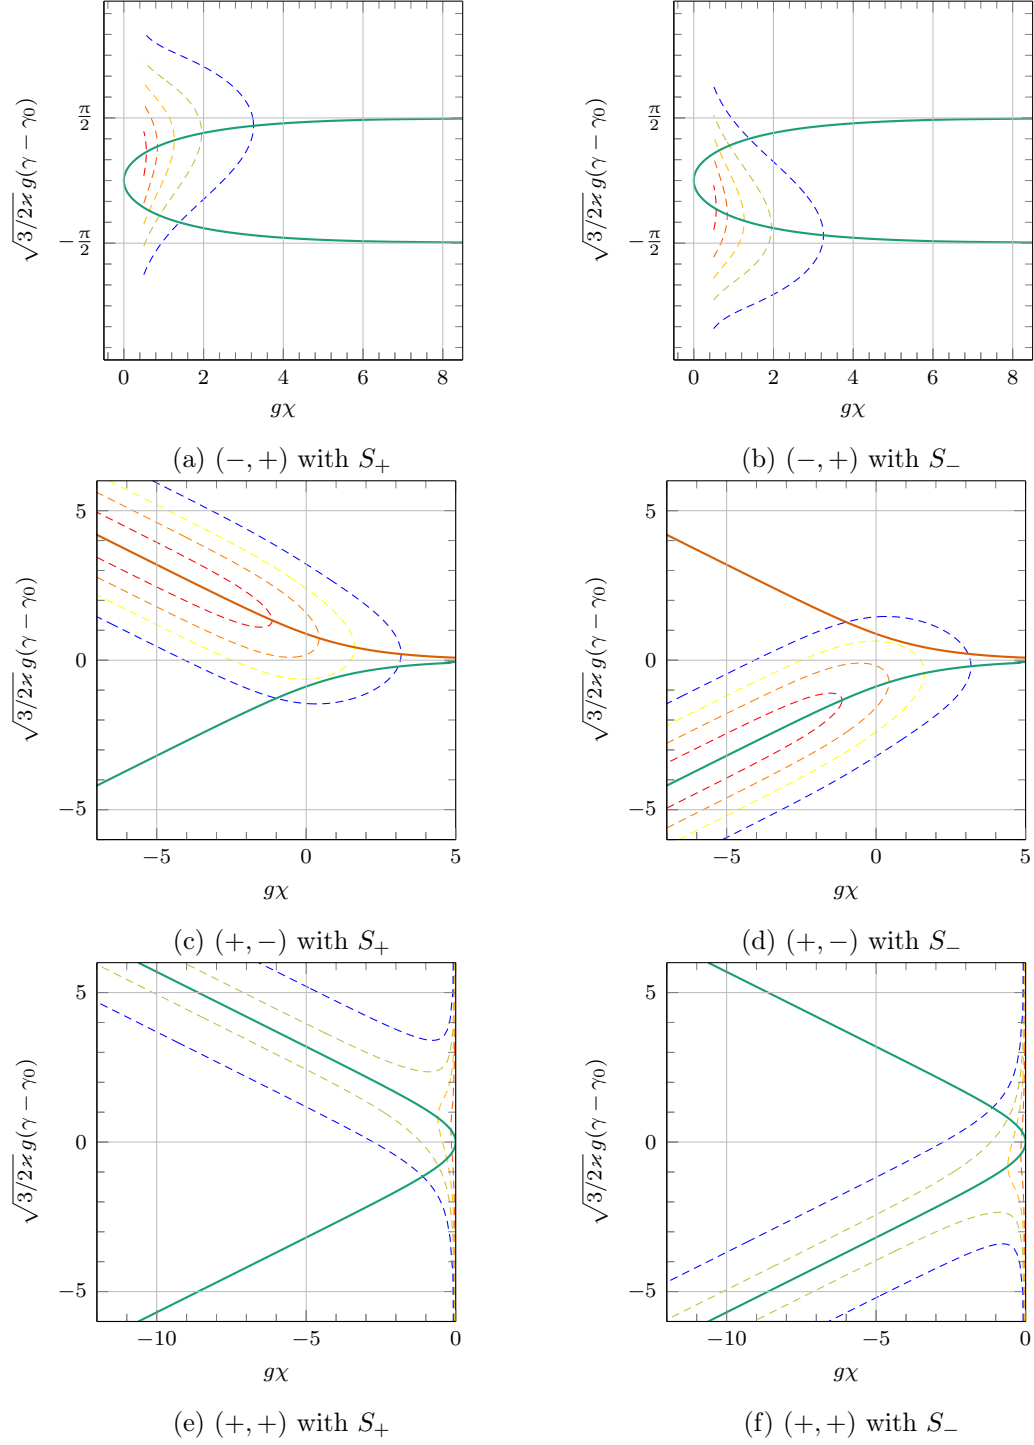 π/2
π/2
−π/2
−π/2
√3/2ϰ g(γ − γ₀)
√3/2ϰ g(γ − γ₀)
0 2 4 6 8
0 2 4 6 8
gχ
gχ
(a) (−, +) with S₊
(b) (−, +) with S₋
5
5
0
0
−5
−5
√3/2ϰ g(γ − γ₀)
√3/2ϰ g(γ − γ₀)
−5 0 5
−5 0 5
gχ
gχ
(c) (+, −) with S₊
(d) (+, −) with S₋
5
5
0
0
−5
−5
√3/2ϰ g(γ − γ₀)
√3/2ϰ g(γ − γ₀)
−10 −5 0
−10 −5 0
gχ
gχ
(e) (+, +) with S₊
(f) (+, +) with S₋